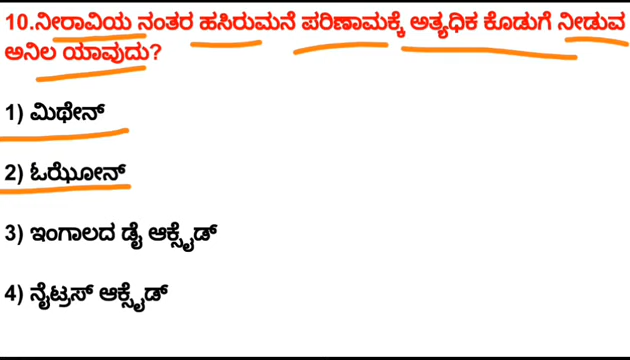 10.ನೀರಾವಿಯ ನಂತರ ಹಸಿರುಮನೆ ಪರಿಣಾಮಕ್ಕೆ ಅತ್ಯಧಿಕ ಕೊಡುಗೆ ನೀಡುವ
ಅನಿಲ ಯಾವುದು?
1) ಮಿಥೇನ್
2) ಓಝೋನ್
3) ಇಂಗಾಲದ ಡೈ ಆಕ್ಸೈಡ್
4) ನೈಟ್ರಸ್ ಆಕ್ಸೈಡ್